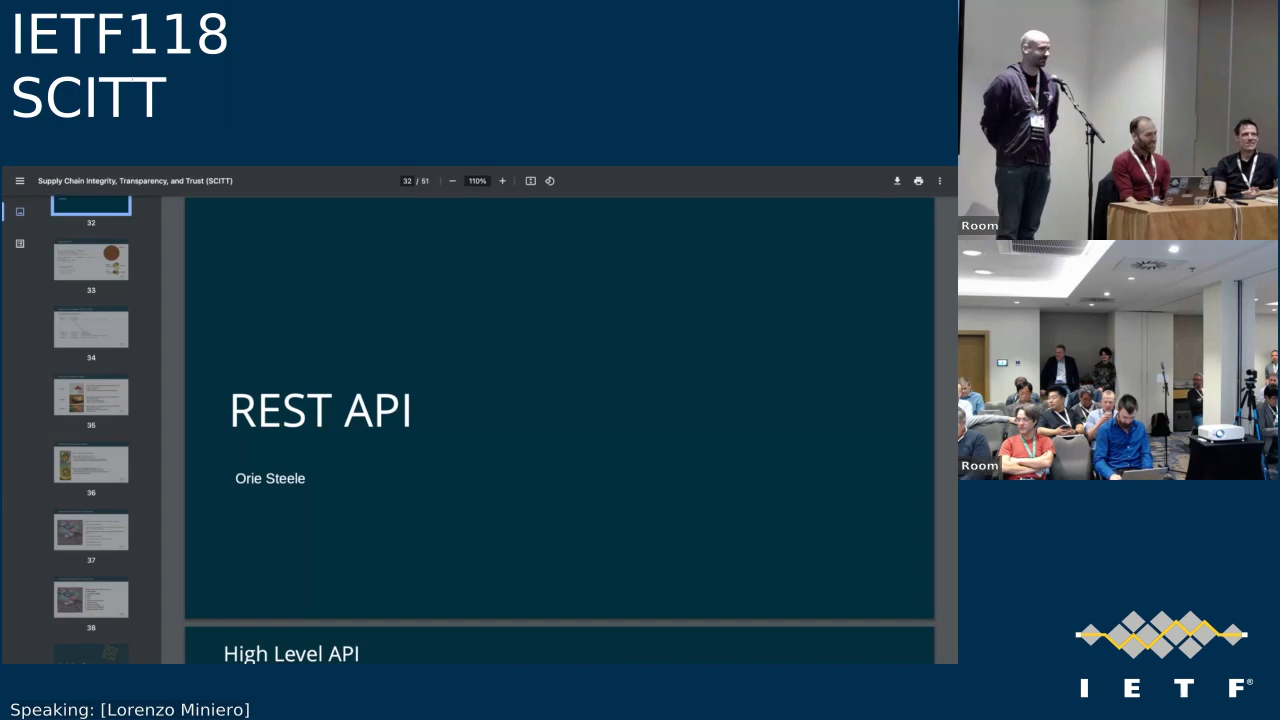 IETF118
SCITT
Supply Chain Integrity, Transparency, and Trust (SCITT)
32 / 51
110%
32
33
34
35
36
37
38
REST API
Orie Steele
High Level API
Room
Room
I E T F®
Speaking: [Lorenzo Miniero]